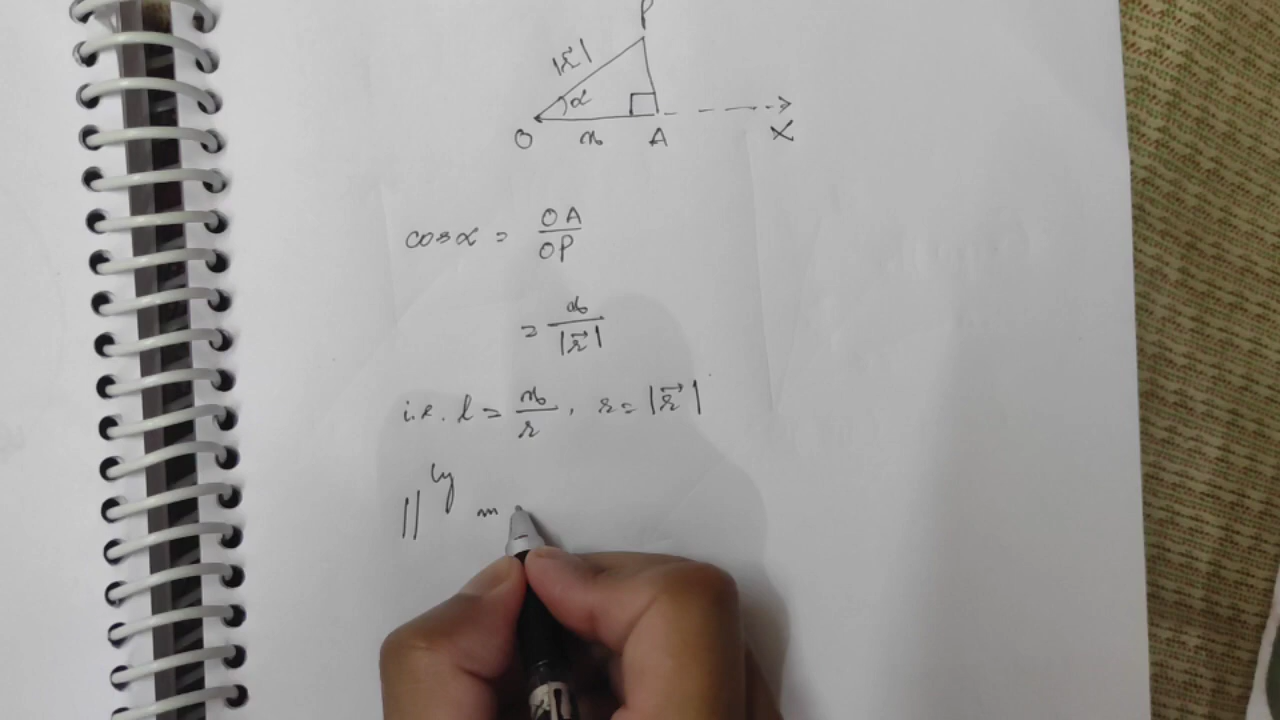 P
|r⃗|
α
O x A X
cos α = OA/OP
= x/|r⃗|
i.e. l = x/r, r = |r⃗|
||ly m